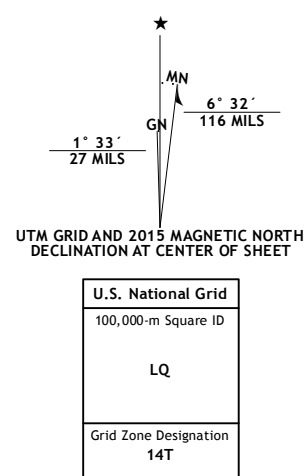 MN
GN
6° 32´
116 MILS
1° 33´
27 MILS
UTM GRID AND 2015 MAGNETIC NORTH
DECLINATION AT CENTER OF SHEET
U.S. National Grid
100,000-m Square ID
LQ
Grid Zone Designation
14T